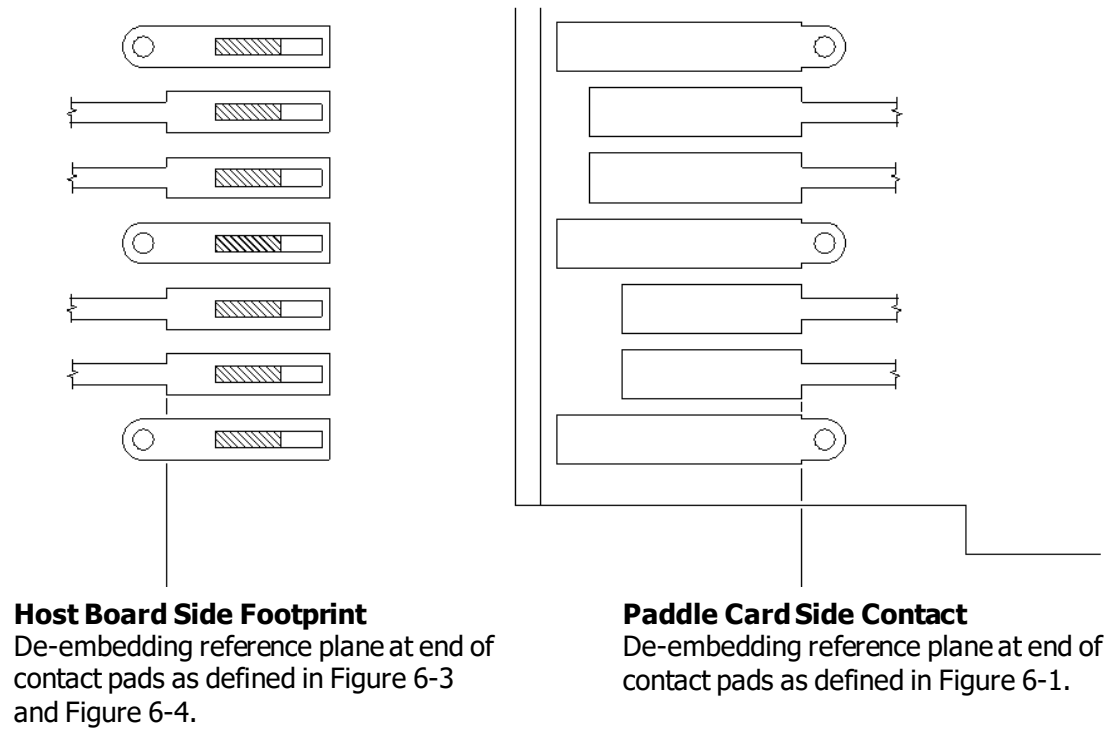 Host Board Side Footprint
De-embedding reference plane at end of
contact pads as defined in Figure 6-3
and Figure 6-4.
Paddle Card Side Contact
De-embedding reference plane at end of
contact pads as defined in Figure 6-1.